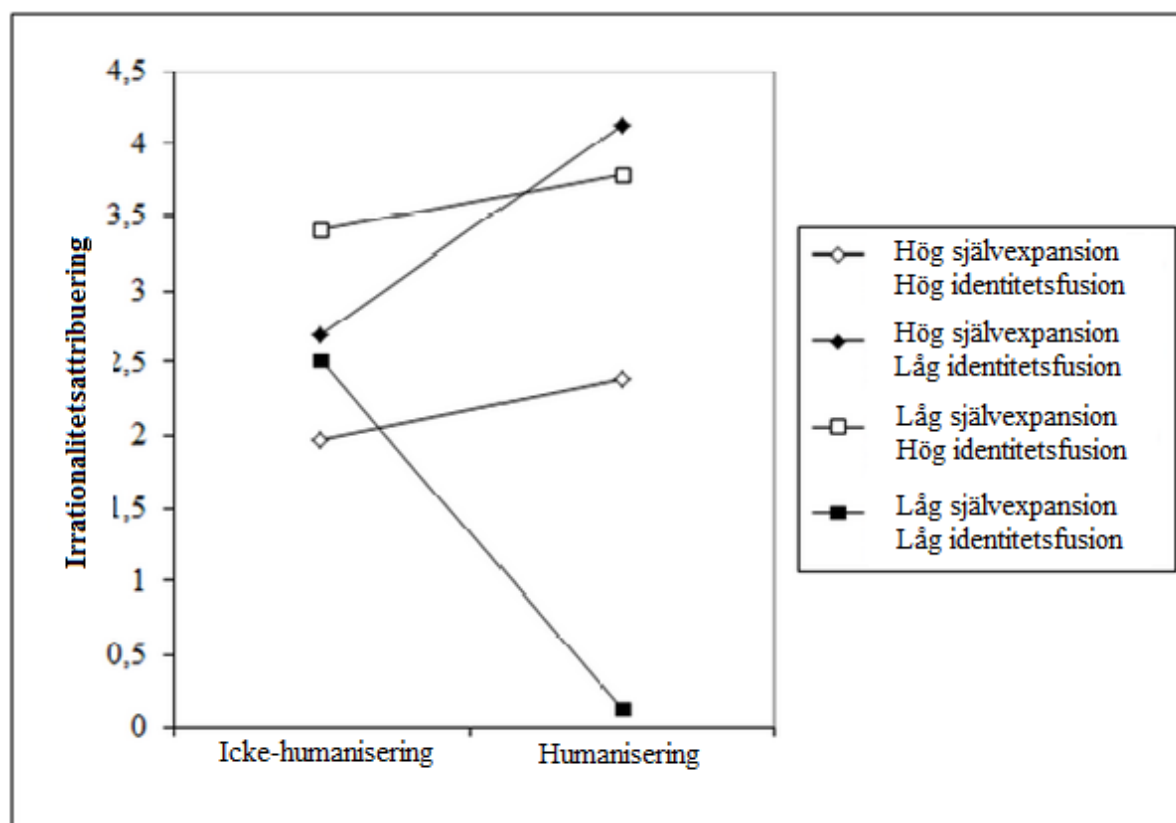 Irrationalitetsattribuering
4,5
4
3,5
3
2,5
2
1,5
1
0,5
0
Icke-humanisering
Humanisering
Hög självexpansion
Hög identitetsfusion
Hög självexpansion
Låg identitetsfusion
Låg självexpansion
Hög identitetsfusion
Låg självexpansion
Låg identitetsfusion